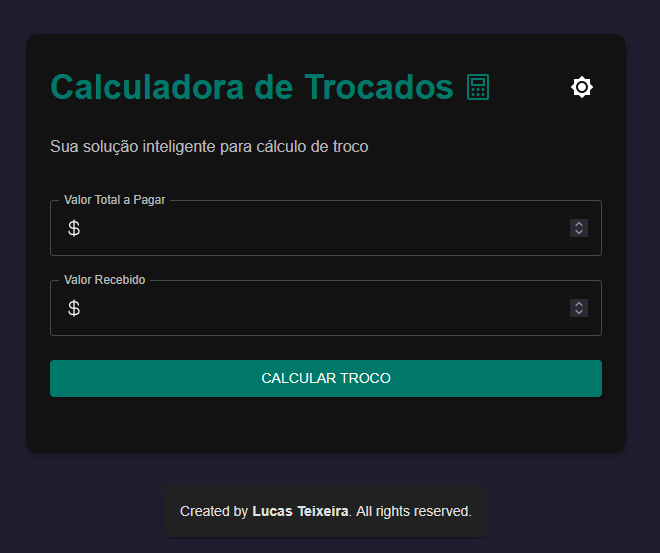 Calculadora de Trocados
Sua solução inteligente para cálculo de troco
Valor Total a Pagar
$
Valor Recebido
$
CALCULAR TROCO
Created by Lucas Teixeira. All rights reserved.